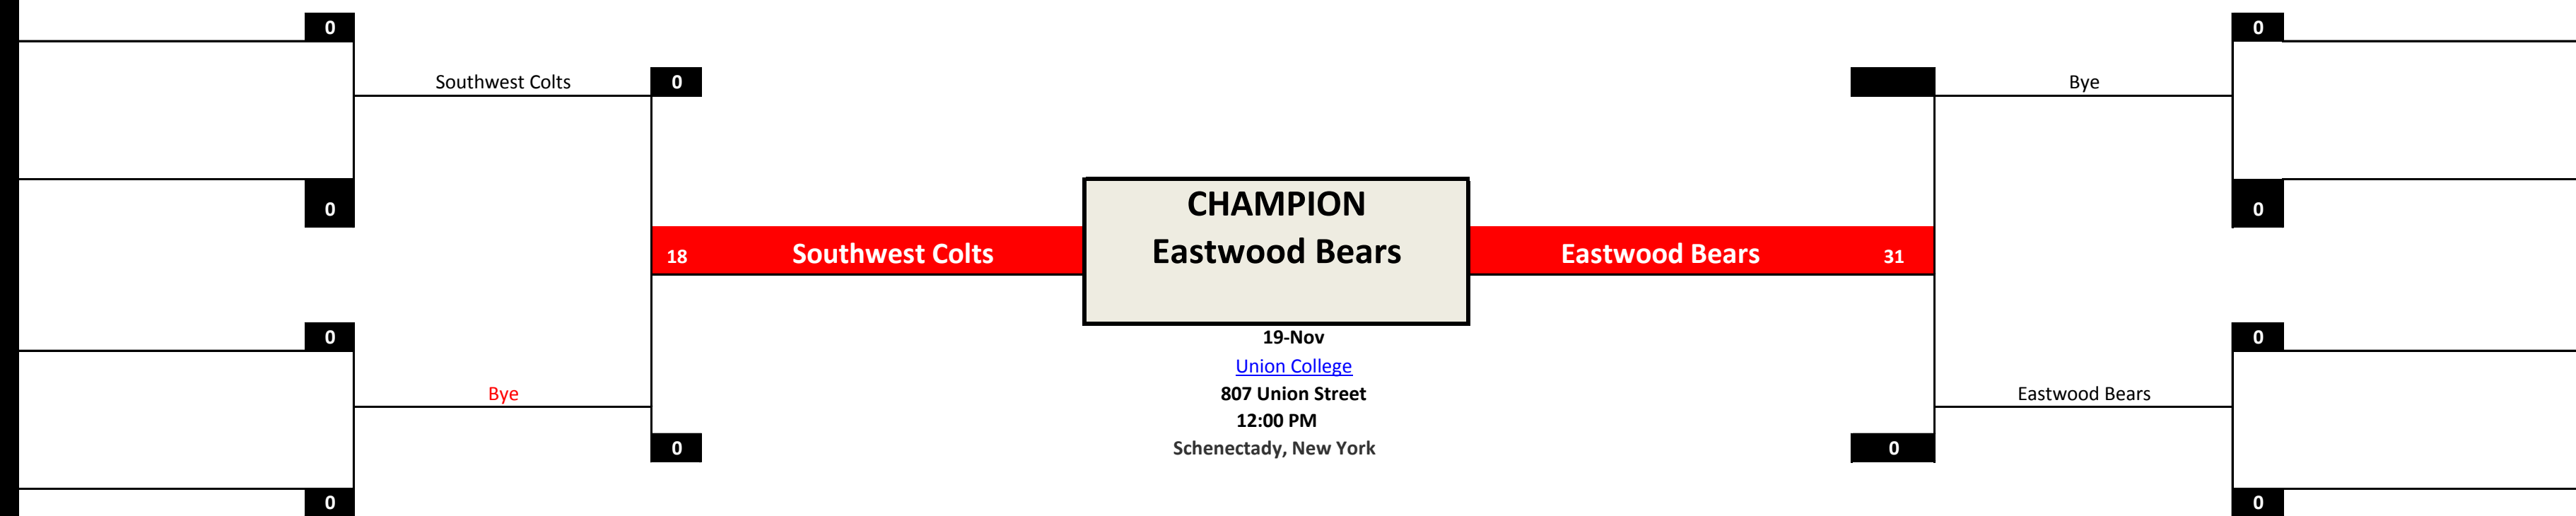 0
0
Southwest Colts
0
Bye
0
CHAMPION
0
0
18
Southwest Colts
Eastwood Bears
Eastwood Bears
31
0
19-Nov
0
Union College
Bye
807 Union Street
Eastwood Bears
12:00 PM
0
Schenectady, New York
0
0
0